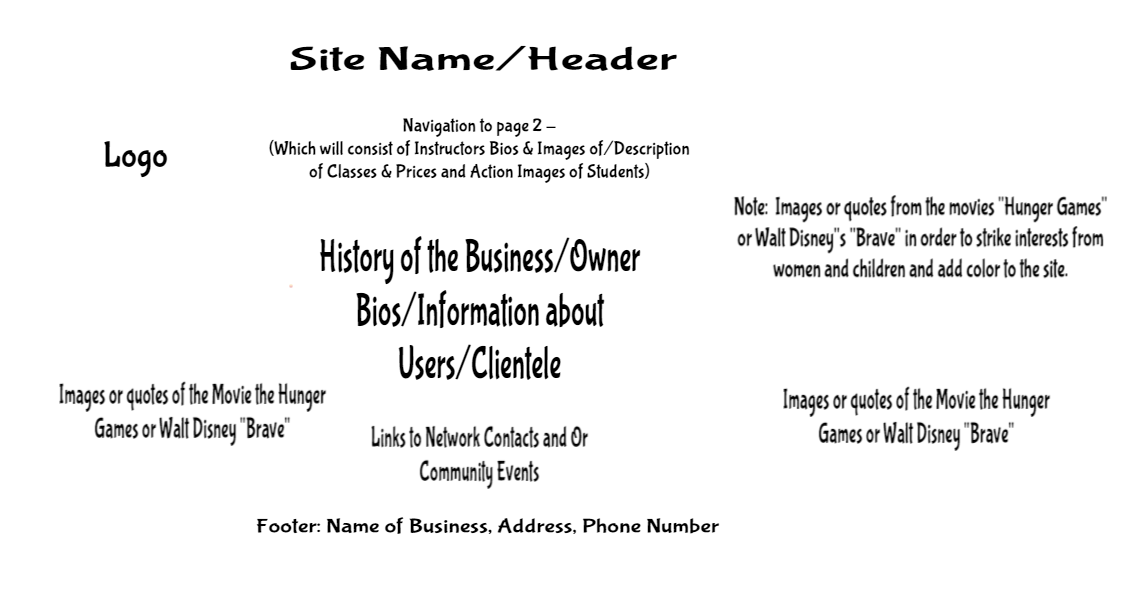 Site Name/Header
Navigation to page 2 –
(Which will consist of Instructors Bios & Images of/Description
of Classes & Prices and Action Images of Students)
Logo
Note: Images or quotes from the movies "Hunger Games"
or Walt Disney"s "Brave" in order to strike interests from
women and children and add color to the site.
History of the Business/Owner
Bios/Information about
Users/Clientele
Images or quotes of the Movie the Hunger
Games or Walt Disney "Brave"
Links to Network Contacts and Or
Community Events
Images or quotes of the Movie the Hunger
Games or Walt Disney "Brave"
Footer: Name of Business, Address, Phone Number